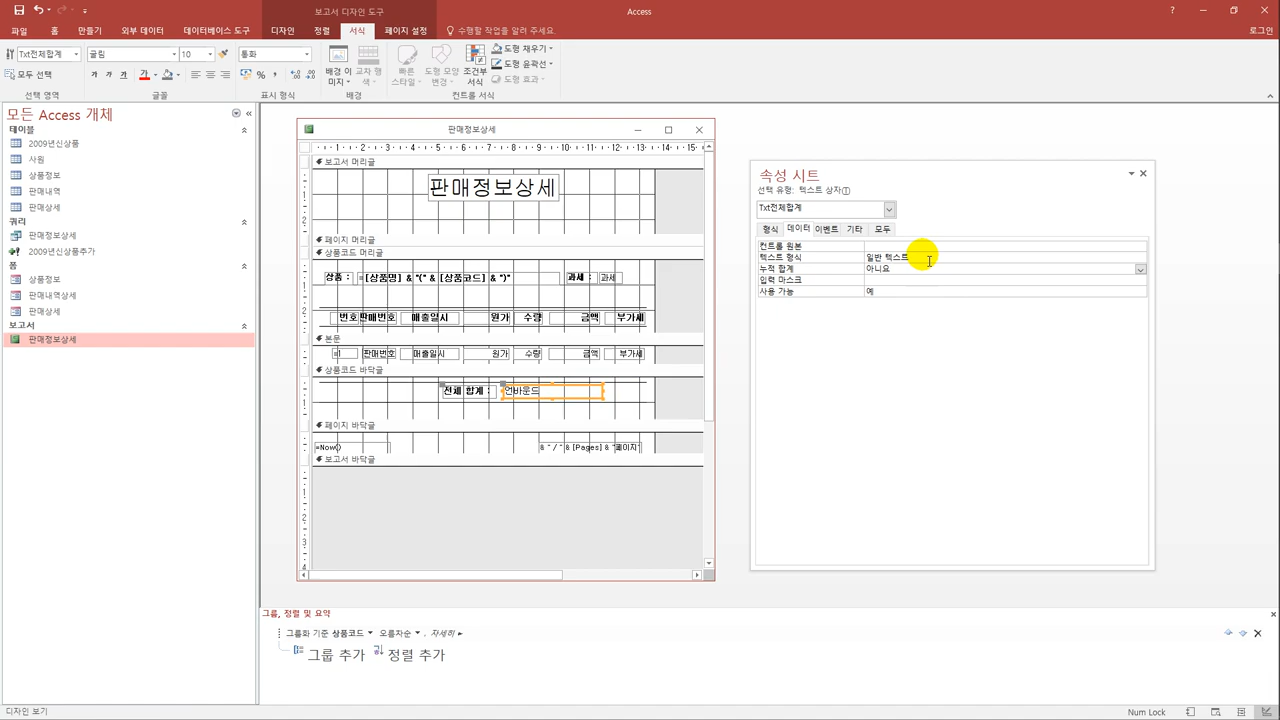 보고서 디자인 도구
Access
?
파일 홈 만들기 외부 데이터 데이터베이스 도구 디자인 정렬 서식 페이지 설정 수행할 작업을 알려 주세요. 로그인
Txt전체합계 굴림 10 통화
모두 선택 가 가 가 가 %
배경 이미지 교차 행 색 빠른 스타일 도형 모양 변경 조건부 서식 도형 채우기 도형 윤곽선 도형 효과
선택 영역 글꼴 표시 형식 배경 컨트롤 서식
모든 Access 개체
테이블
2009년신상품
사원
상품정보
판매내역
판매상세
쿼리
판매정보상세
2009년신상품추가
폼
상품정보
판매내역상세
판매상세
보고서
판매정보상세
판매정보상세
1 2 3 4 5 6 7 8 9 10 11 12 13 14 15
보고서 머리글
판매정보상세
페이지 머리글
상품코드 머리글
상품 : =[상품명] & "(" & [상품코드] & ")" 과세 : 과세
번호 판매번호 매출일시 원가 수량 금액 부가세
본문
=1 판매번호 매출일시 원가 수량 금액 부가세
상품코드 바닥글
전체 합계 : 언바운드
페이지 바닥글
=Now() & " / " & [Pages] & "페이지"
보고서 바닥글
속성 시트
선택 유형: 텍스트 상자(T)
Txt전체합계
형식 데이터 이벤트 기타 모두
컨트롤 원본
텍스트 형식 일반 텍스트
누적 합계 아니요
입력 마스크
사용 가능 예
그룹, 정렬 및 요약
그룹화 기준 상품코드 오름차순 , 자세히
그룹 추가 정렬 추가
디자인 보기
Num Lock